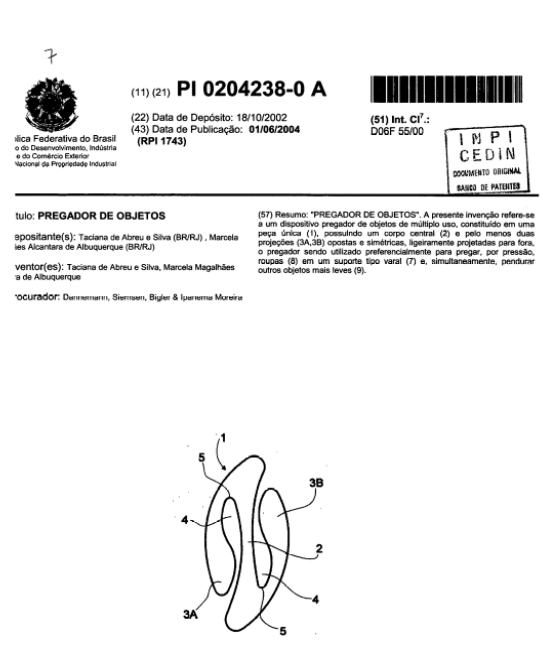 7
(11) (21) PI 0204238-0 A
(22) Data de Depósito: 18/10/2002
(43) Data de Publicação: 01/06/2004
(RPI 1743)
(51) Int. Cl⁷.:
D06F 55/00
INPI
CEDIN
DOCUMENTO ORIGINAL
BANCO DE PATENTES
lica Federativa do Brasil
o do Desenvolvimento, Indústria
e do Comércio Exterior
Nacional da Propriedade Industrial
tulo: PREGADOR DE OBJETOS
epositante(s): Taciana de Abreu e Silva (BR/RJ) , Marcela
es Alcantara de Albuquerque (BR/RJ)
ventor(es): Taciana de Abreu e Silva, Marcela Magalhães
a de Albuquerque
rocurador: Dannemann, Siemsen, Bigler & Ipanema Moreira
(57) Resumo: "PREGADOR DE OBJETOS". A presente invenção refere-se
a um dispositivo pregador de objetos de múltiplo uso, constituído em uma
peça única (1), possuindo um corpo central (2) e pelo menos duas
projeções (3A,3B) opostas e simétricas, ligeiramente projetadas para fora,
o pregador sendo utilizado preferencialmente para pregar, por pressão,
roupas (8) em um suporte tipo varal (7) e, simultaneamente, pendurar
outros objetos mais leves (9).
1
5
3B
4
2
4
3A
5